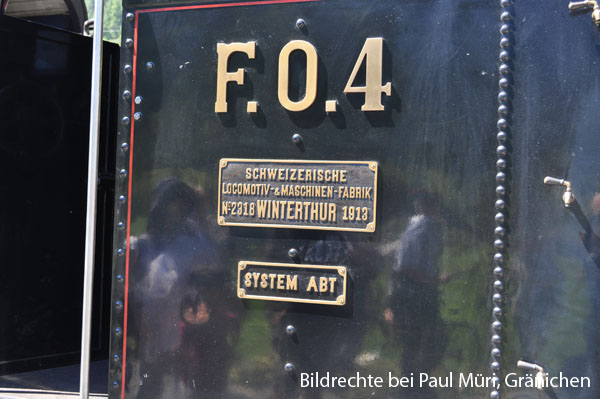 F.O.4
SCHWEIZERISCHE
LOCOMOTIV-&MASCHINEN-FABRIK
No 2316 WINTERTHUR 1913
SYSTEM ABT
Bildrechte bei Paul Mürr, Gränichen